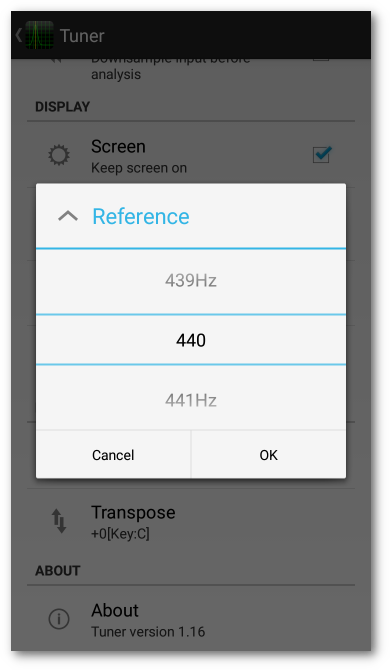 Tuner
Downsample input before
analysis
DISPLAY
Screen
Keep screen on
Reference
439Hz
440
441Hz
Cancel
OK
Transpose
+0[Key:C]
ABOUT
About
Tuner version 1.16